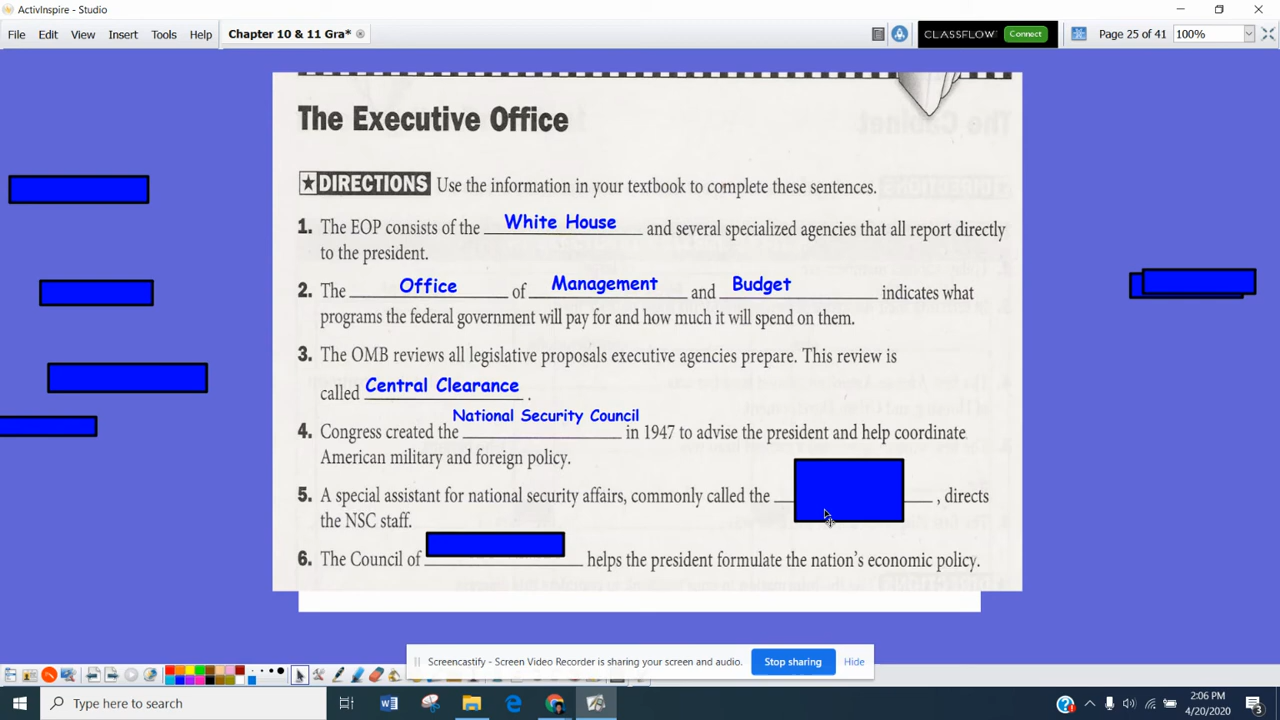 ActivInspire - Studio
File Edit View Insert Tools Help Chapter 10 & 11 Gra* CLASSFLOW Connect Page 25 of 41 100%
The Executive Office
★DIRECTIONS Use the information in your textbook to complete these sentences.
1. The EOP consists of the White House and several specialized agencies that all report directly
to the president.
2. The Office of Management and Budget indicates what
programs the federal government will pay for and how much it will spend on them.
3. The OMB reviews all legislative proposals executive agencies prepare. This review is
called Central Clearance .
National Security Council
4. Congress created the ____ in 1947 to advise the president and help coordinate
American military and foreign policy.
5. A special assistant for national security affairs, commonly called the ____ , directs
the NSC staff.
6. The Council of ____ helps the president formulate the nation's economic policy.
Screencastify - Screen Video Recorder is sharing your screen and audio. Stop sharing Hide
Type here to search
2:06 PM
4/20/2020
3